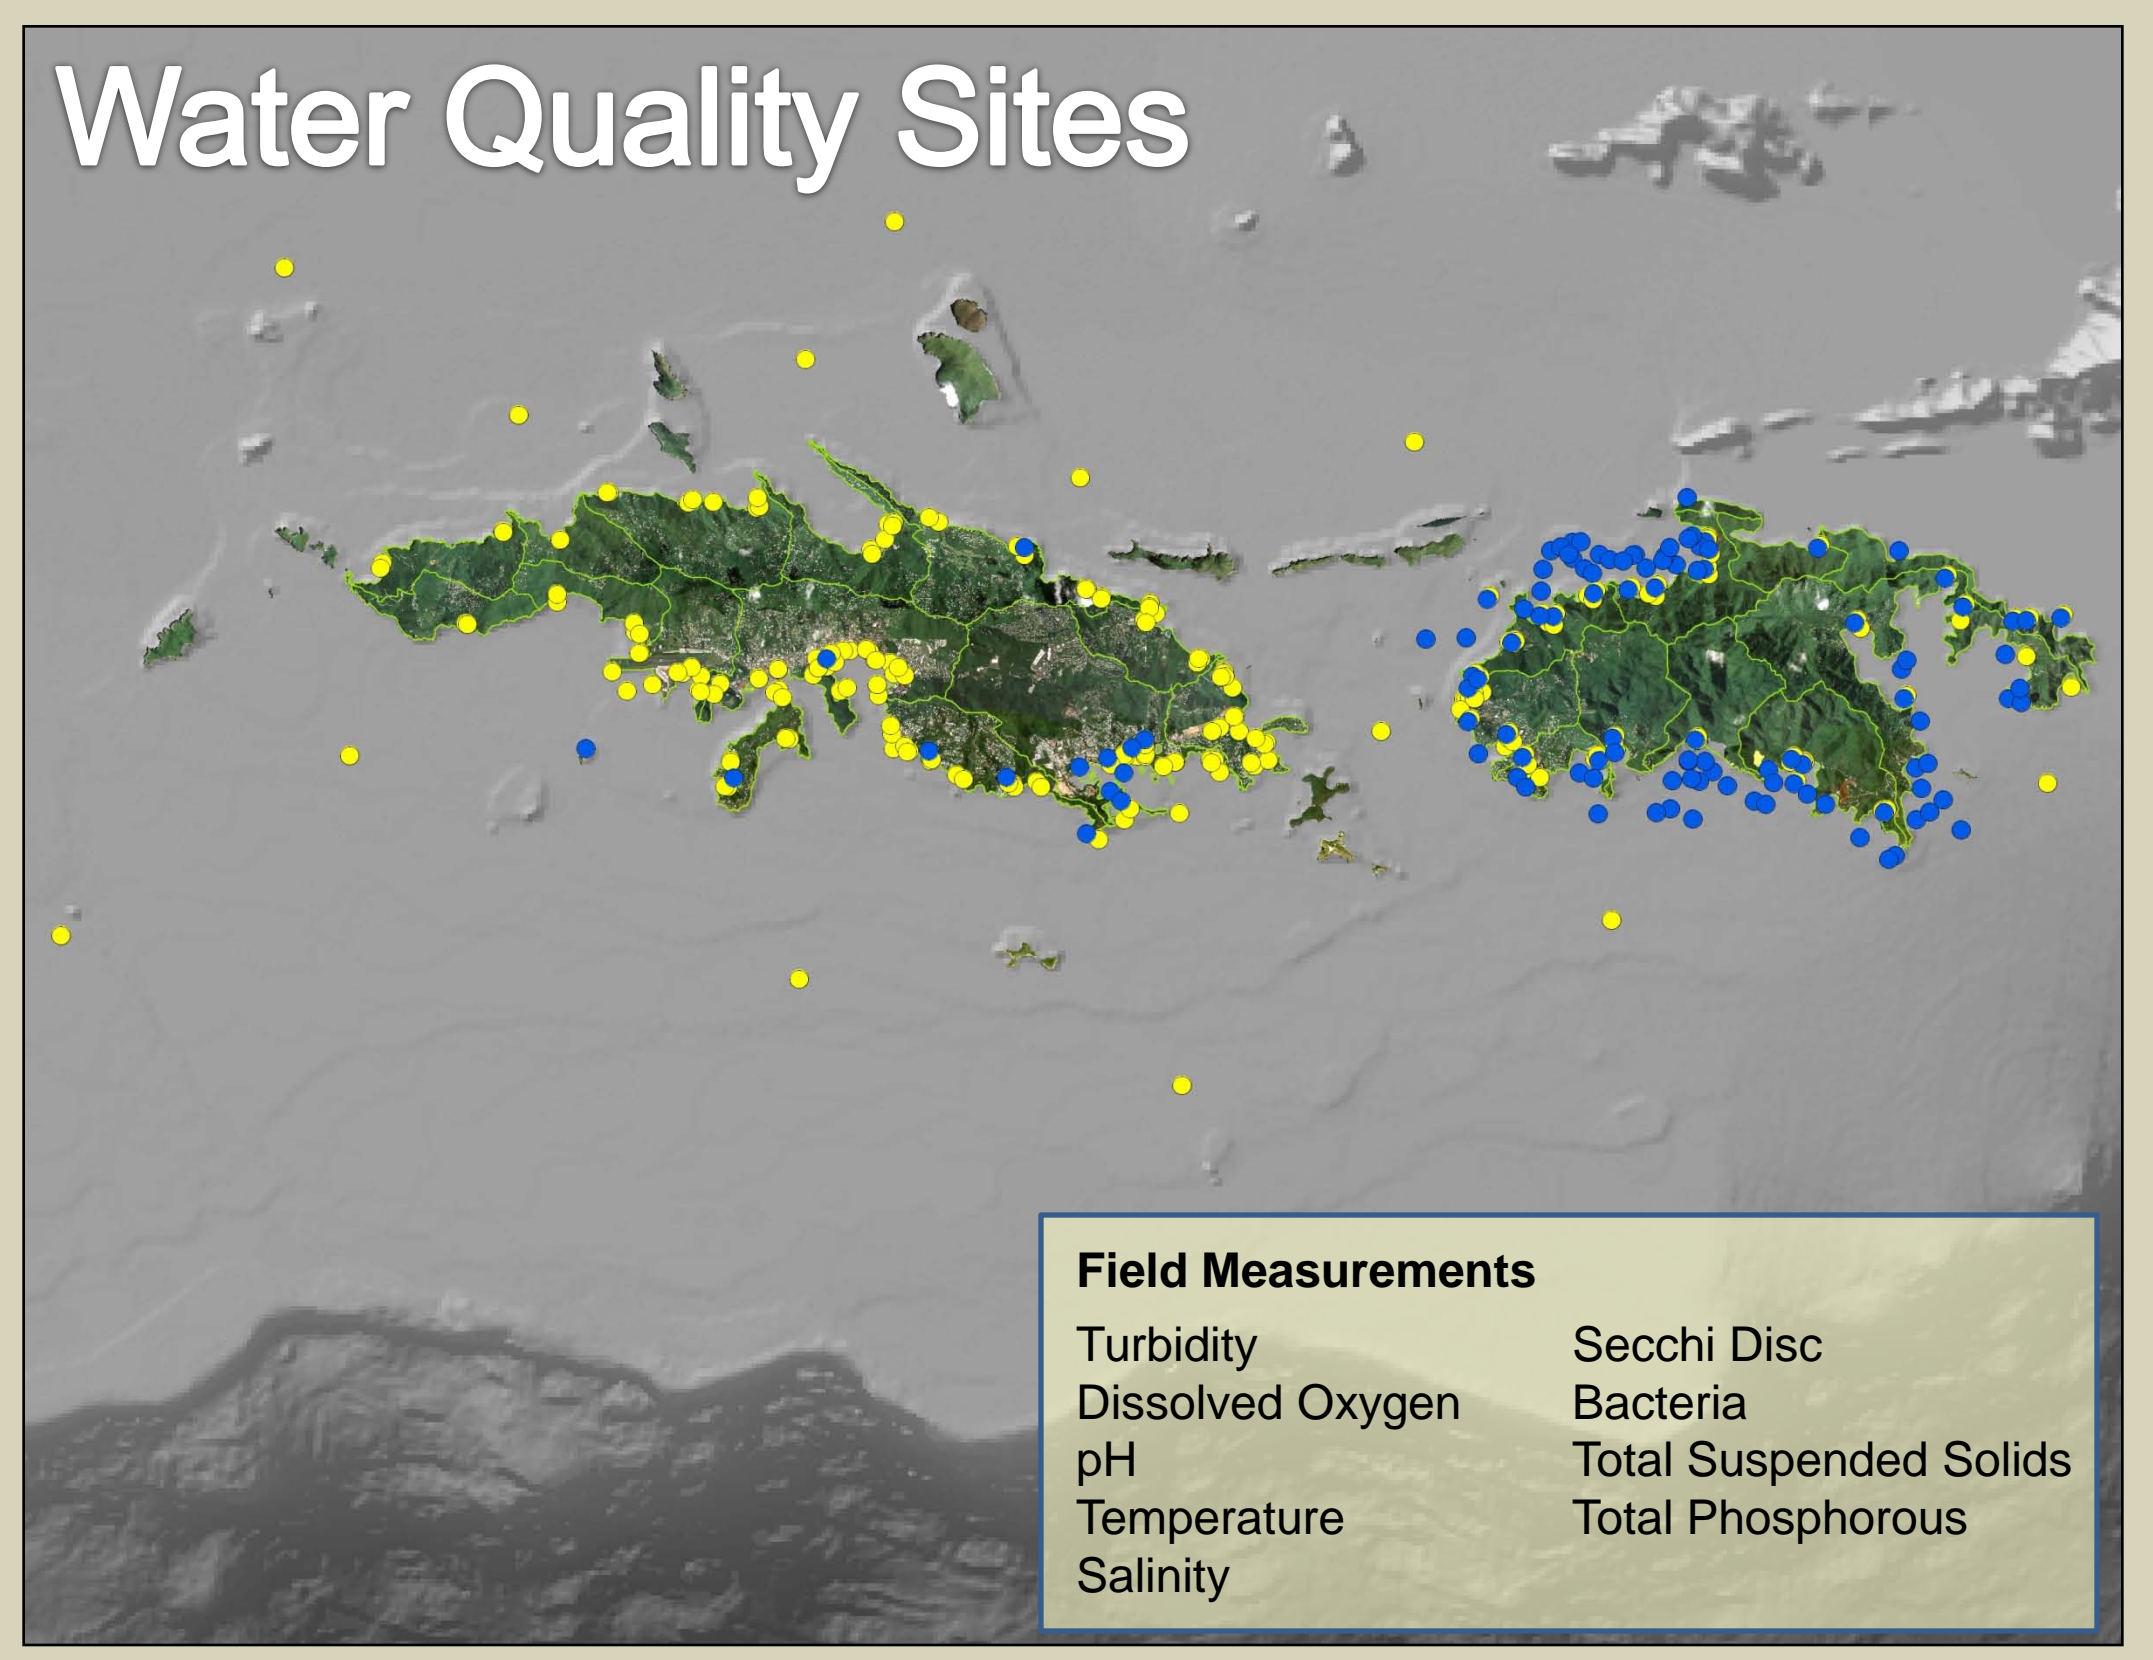 Water Quality Sites
Field Measurements
Turbidity
Dissolved Oxygen
pH
Temperature
Salinity
Secchi Disc
Bacteria
Total Suspended Solids
Total Phosphorous